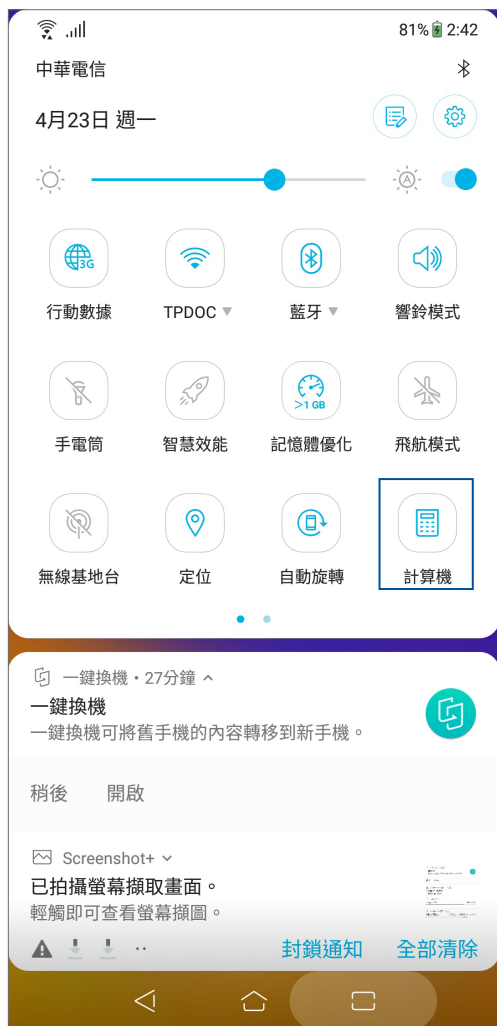 81% 2:42
中華電信
4月23日 週一
A
3G
行動數據 TPDOC 藍牙 響鈴模式
>1 GB
手電筒 智慧效能 記憶體優化 飛航模式
無線基地台 定位 自動旋轉 計算機
一鍵換機 • 27分鐘
一鍵換機
一鍵換機可將舊手機的內容轉移到新手機。
稍後 開啟
Screenshot+
已拍攝螢幕擷取畫面。
輕觸即可查看螢幕擷圖。
封鎖通知 全部清除